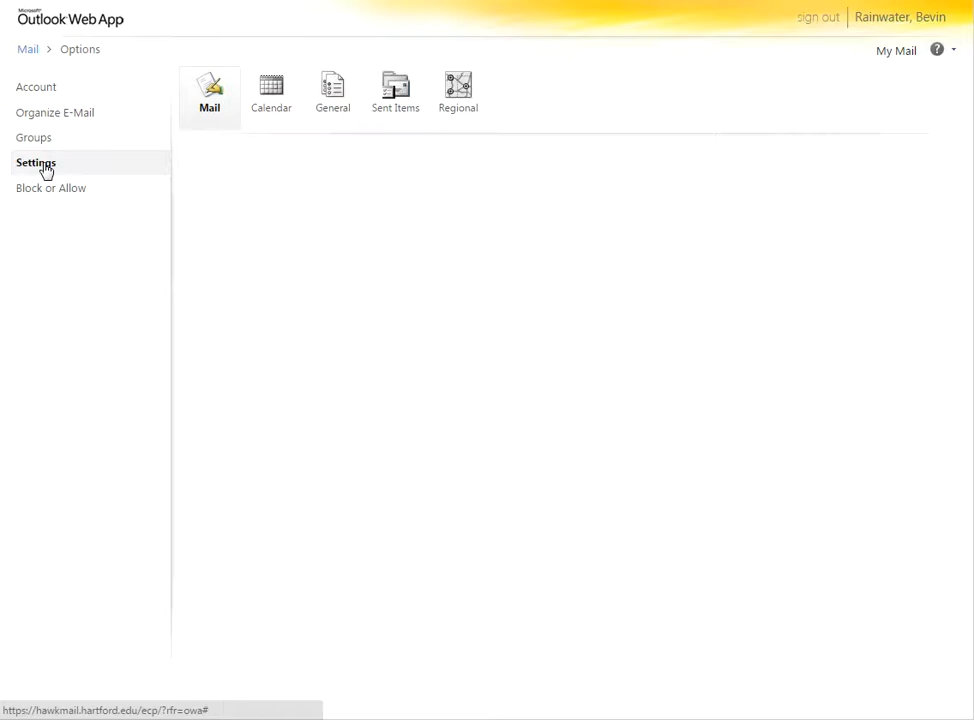 Microsoft®
Outlook Web App
sign out
Rainwater, Bevin
Mail > Options
My Mail
?
Account
Organize E-Mail
Groups
Settings
Block or Allow
Mail
Calendar
General
Sent Items
Regional
https://hawkmail.hartford.edu/ecp/?rfr=owa#